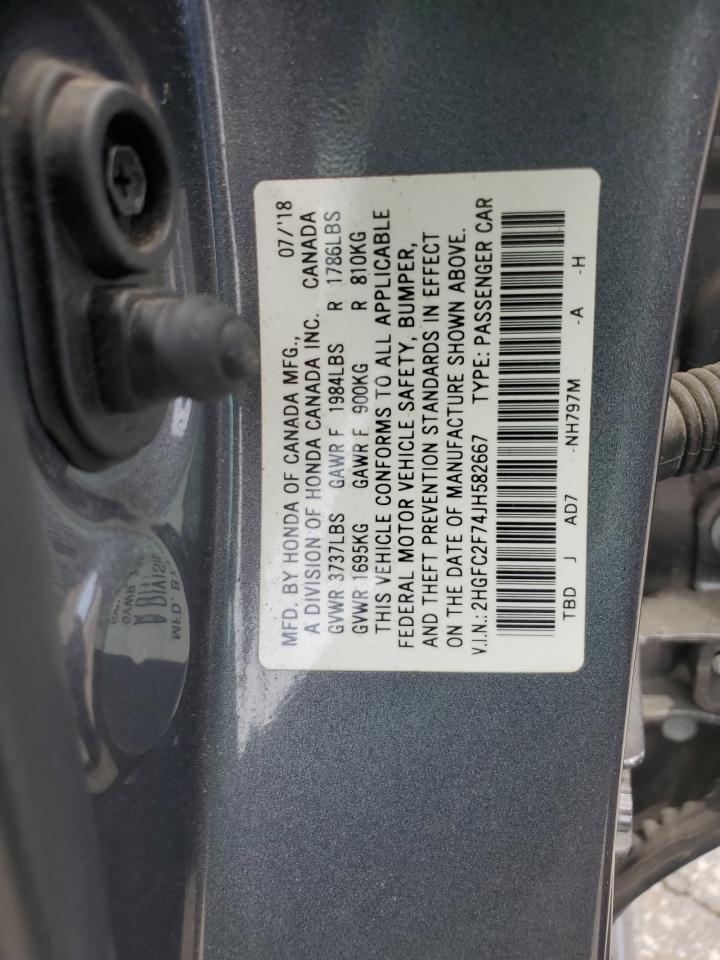 MFD. BY HONDA OF CANADA MFG., 07/'18
A DIVISION OF HONDA CANADA INC. CANADA
GVWR 3737LBS GAWR F 1984LBS R 1786LBS
GVWR 1695KG GAWR F 900KG R 810KG
THIS VEHICLE CONFORMS TO ALL APPLICABLE
FEDERAL MOTOR VEHICLE SAFETY, BUMPER,
AND THEFT PREVENTION STANDARDS IN EFFECT
ON THE DATE OF MANUFACTURE SHOWN ABOVE.
V.I.N.: 2HGFC2F74JH582667 TYPE: PASSENGER CAR
TBD J AD7 -NH797M -A -H